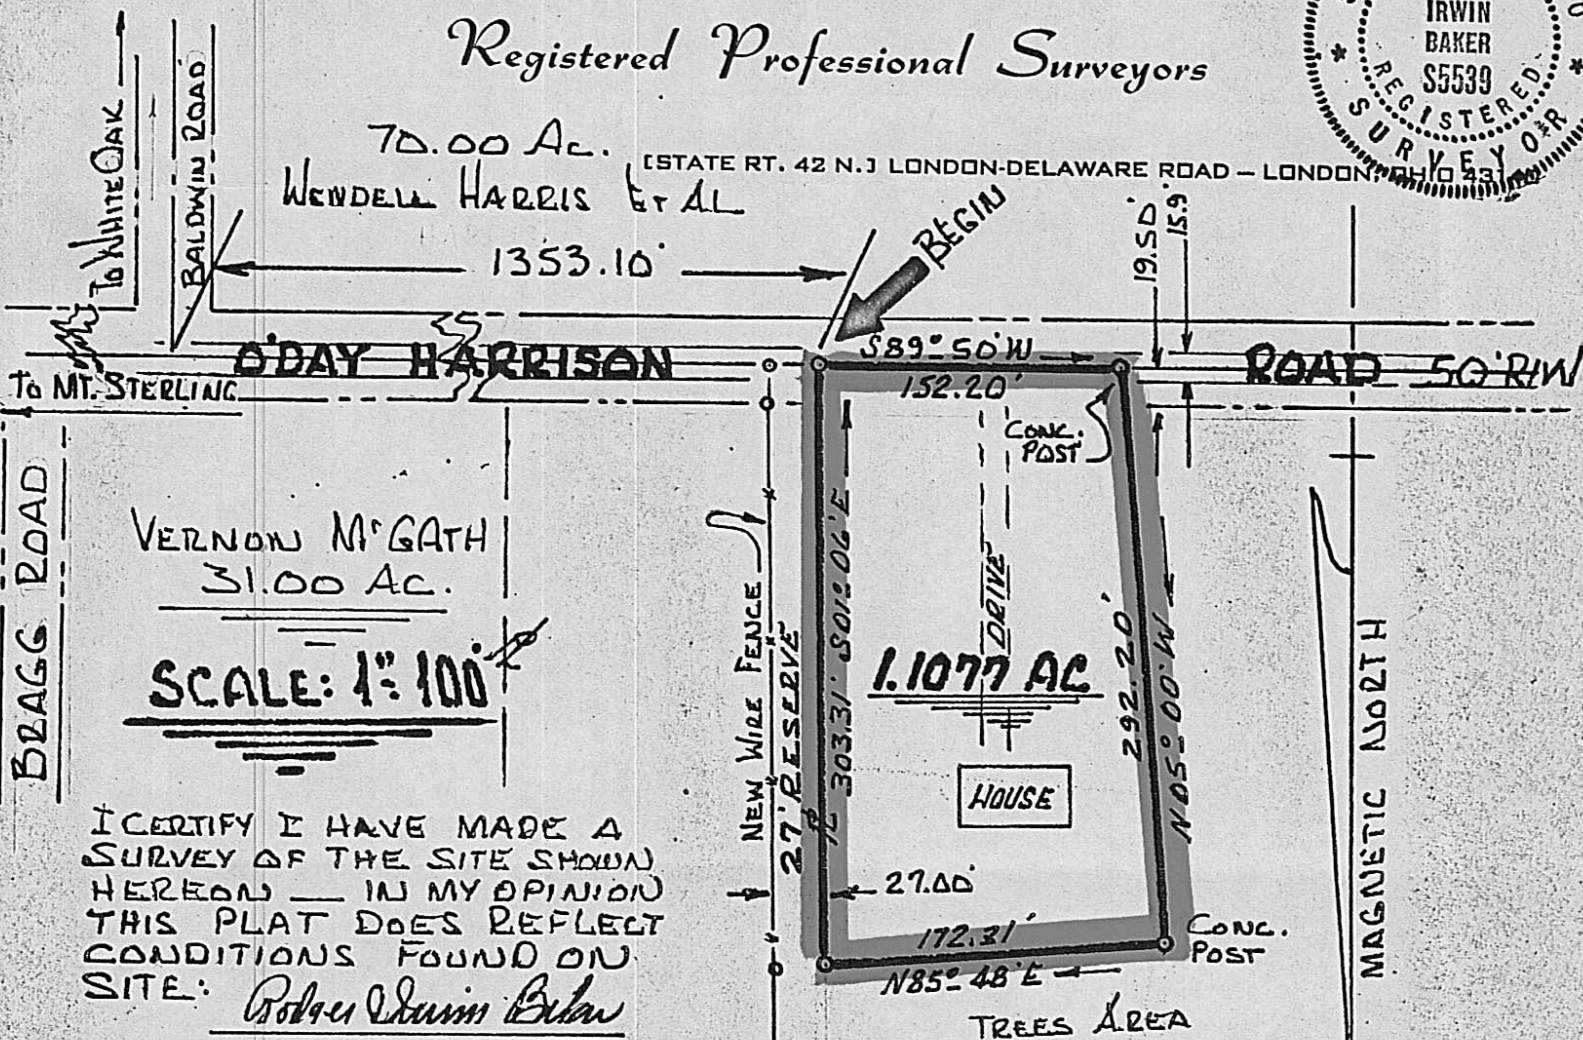 Registered Professional Surveyors
IRWIN
BAKER
S5539
REGISTERED
SURVEYOR
[STATE RT. 42 N.] LONDON-DELAWARE ROAD – LONDON, OHIO 431
TO WHITE OAK
BALDWIN ROAD
70.00 Ac.
WENDELL HARRIS ET AL
1353.10'
BEGIN
19.50'
15.9'
O'DAY HARRISON ROAD 50' R/W
TO MT. STERLING
S89°-50'W
152.20'
CONC.
POST
BRAGG ROAD
VERNON McGATH
31.00 AC.
SCALE: 1"= 100'
NEW WIRE FENCE
27' RESERVE
303.31' S01°-06'E
DRIVE
1.1077 AC
292.20'
N05°-00'W
HOUSE
27.00'
172.31'
N85°-48'E
CONC.
POST
TREES AREA
MAGNETIC NORTH
I CERTIFY I HAVE MADE A
SURVEY OF THE SITE SHOWN
HEREON — IN MY OPINION
THIS PLAT DOES REFLECT
CONDITIONS FOUND ON
SITE: